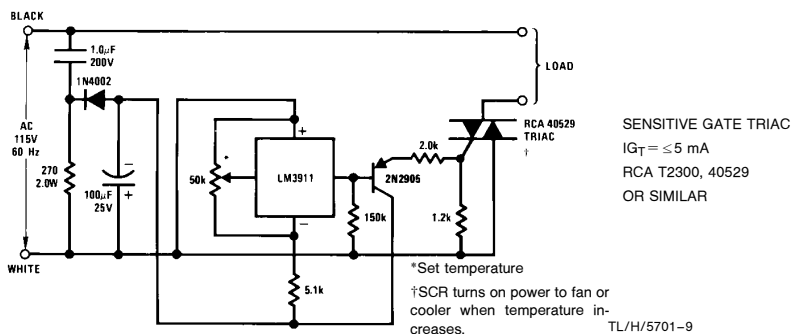 BLACK
1.0µF
200V
1N4002
LOAD
AC
115V
60 Hz
270
2.0W
100µF
25V
50k
*
+
LM3911
−
2N2905
2.0k
RCA 40529
TRIAC
†
150k
1.2k
5.1k
−
+
WHITE
SENSITIVE GATE TRIAC
IGT = ≤5 mA
RCA T2300, 40529
OR SIMILAR
*Set temperature
†SCR turns on power to fan or
cooler when temperature in-
creases.
TL/H/5701–9